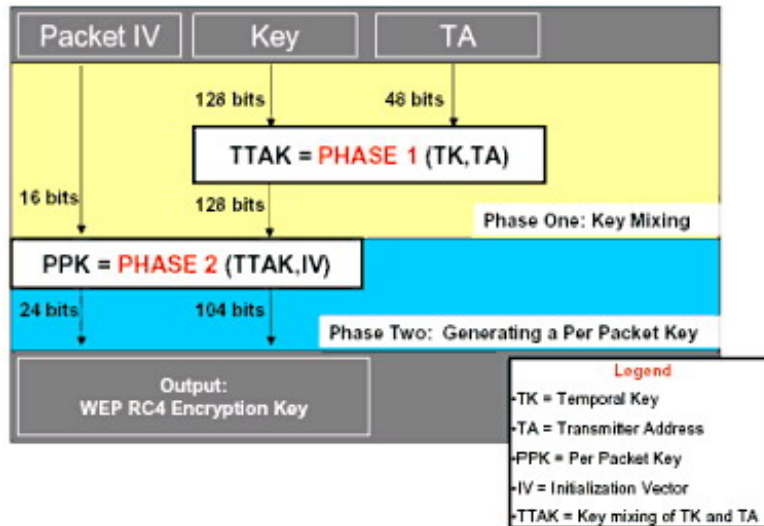 Packet IV
Key
TA
128 bits
48 bits
TTAK = PHASE 1 (TK,TA)
16 bits
128 bits
Phase One: Key Mixing
PPK = PHASE 2 (TTAK,IV)
24 bits
104 bits
Phase Two: Generating a Per Packet Key
Output:
WEP RC4 Encryption Key
Legend
•TK = Temporal Key
•TA = Transmitter Address
•PPK = Per Packet Key
•IV = Initialization Vector
•TTAK = Key mixing of TK and TA